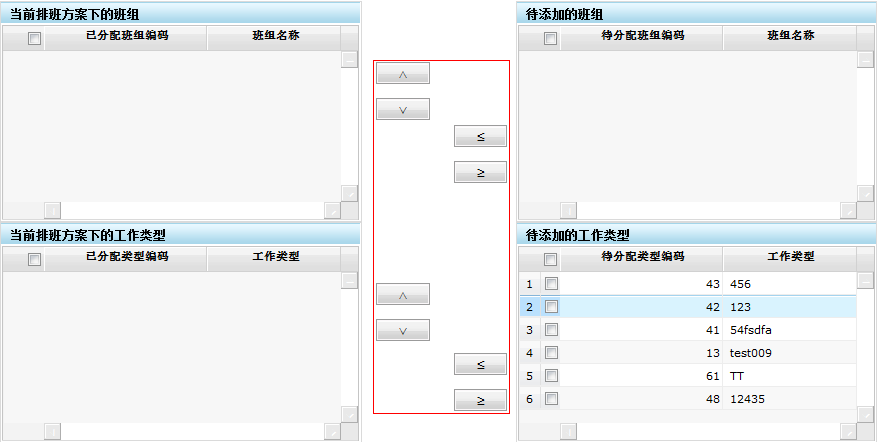 当前排班方案下的班组
已分配班组编码 班组名称
∧
∨
≤
≥
待添加的班组
待分配班组编码 班组名称
当前排班方案下的工作类型
已分配类型编码 工作类型
∧
∨
≤
≥
待添加的工作类型
待分配类型编码 工作类型
1 43 456
2 42 123
3 41 54fsdfa
4 13 test009
5 61 TT
6 48 12435